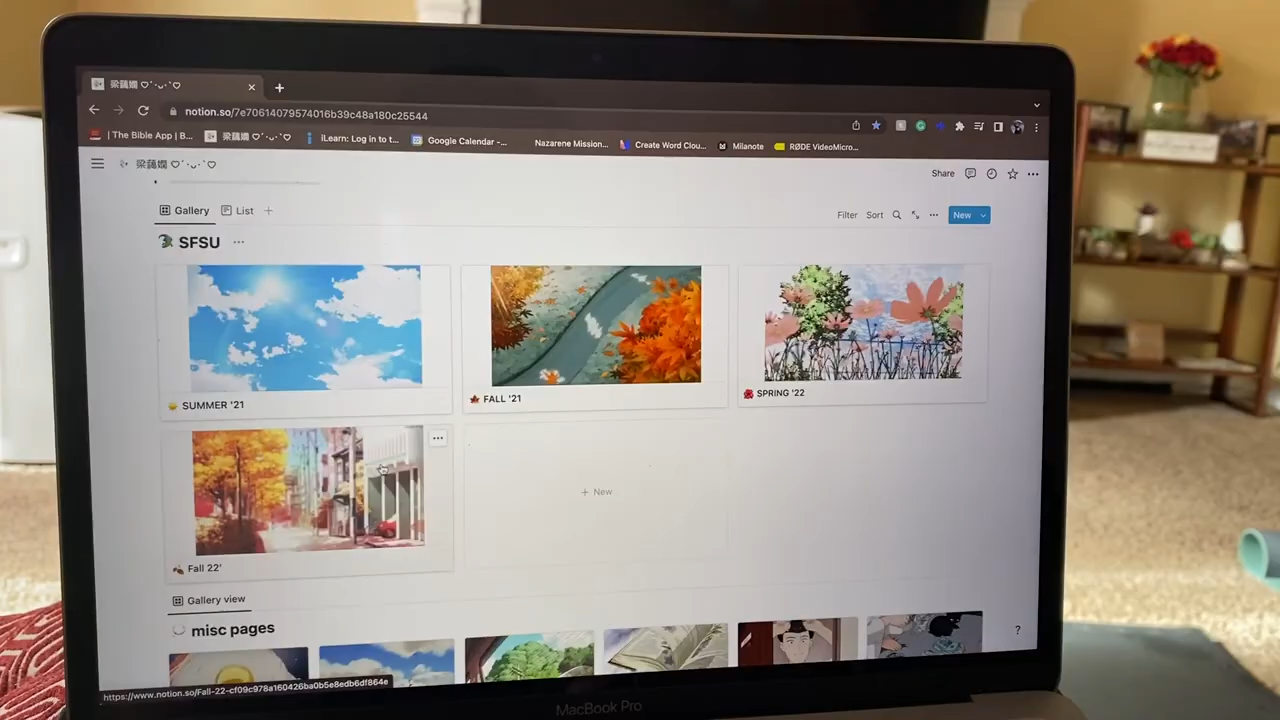 梁藹嫻 ♡´･ᴗ･`♡
notion.so/7e70614079574016b39c48a180c25544
| The Bible App | B...
梁藹嫻 ♡´･ᴗ･`♡
iLearn: Log in to t...
Google Calendar -...
Nazarene Mission...
Create Word Clou...
Milanote
RØDE VideoMicro...
梁藹嫻 ♡´･ᴗ･`♡
Share
Gallery
List
Filter
Sort
New
SFSU
SUMMER '21
FALL '21
SPRING '22
+ New
Fall 22'
Gallery view
misc pages
?
https://www.notion.so/Fall-22-cf09c978a160426ba0b5e8edb6df864e
MacBook Pro